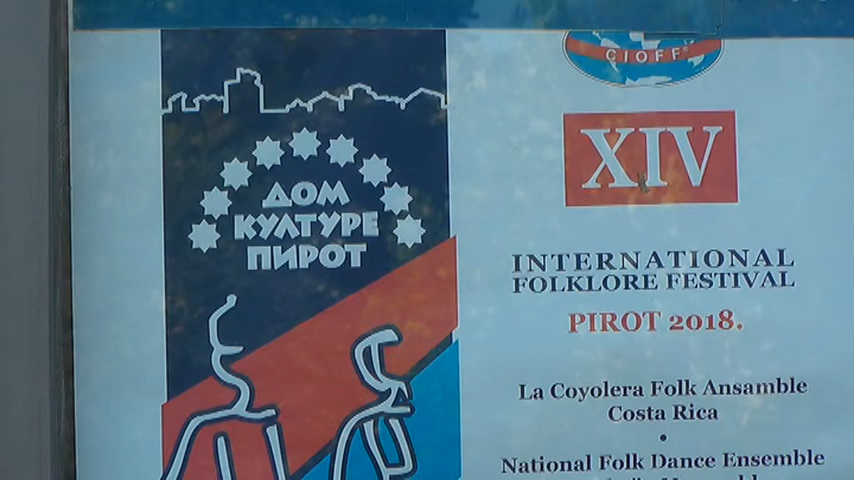 CIOFF®
XIV
ДОМ
КУЛТУРЕ
ПИРОТ
INTERNATIONAL
FOLKLORE FESTIVAL
PIROT 2018.
La Coyolera Folk Ansamble
Costa Rica
•
National Folk Dance Ensemble